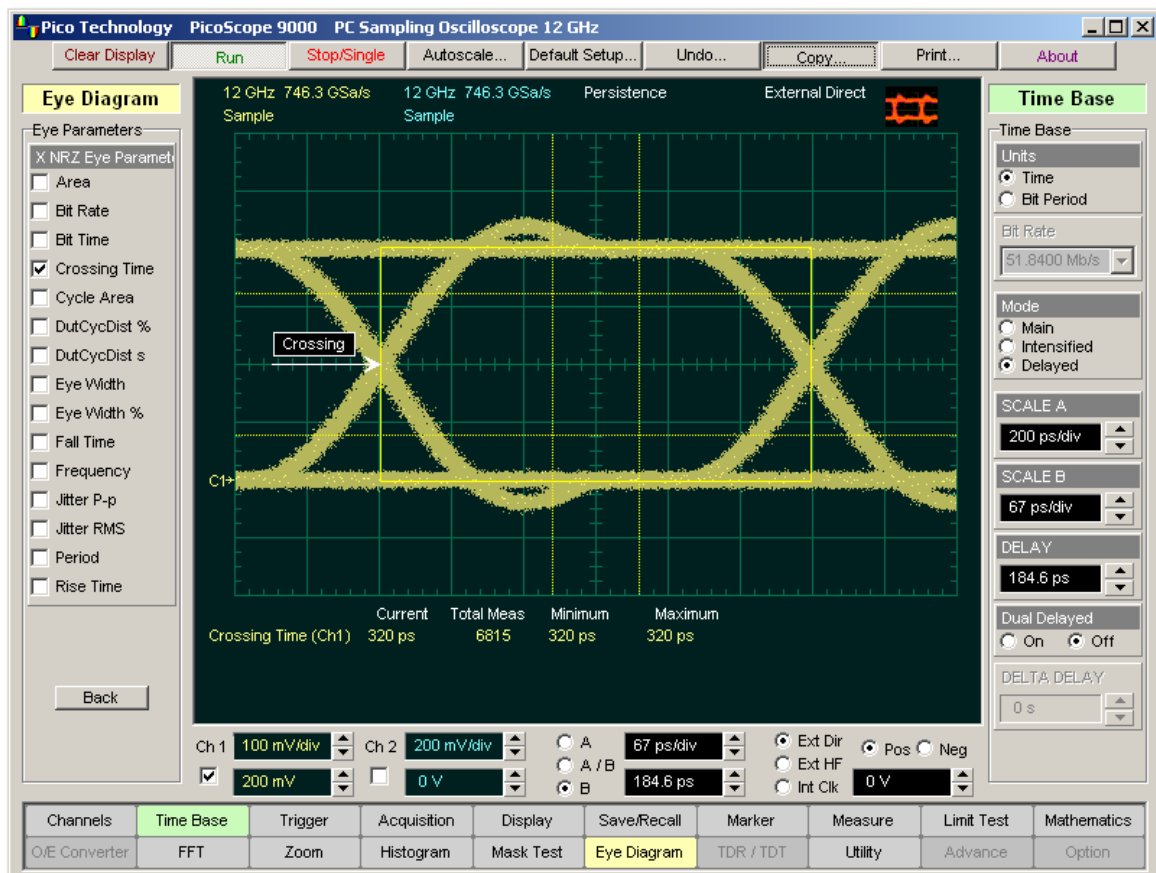 Pico Technology PicoScope 9000 PC Sampling Oscilloscope 12 GHz
Clear Display Run Stop/Single Autoscale... Default Setup... Undo... Copy... Print... About
Eye Diagram
Eye Parameters
X NRZ Eye Paramet
Area
Bit Rate
Bit Time
Crossing Time
Cycle Area
DutCycDist %
DutCycDist s
Eye Width
Eye Width %
Fall Time
Frequency
Jitter P-p
Jitter RMS
Period
Rise Time
Back
12 GHz 746.3 GSa/s 12 GHz 746.3 GSa/s Persistence External Direct
Sample Sample
Crossing
C1
Current Total Meas Minimum Maximum
Crossing Time (Ch1) 320 ps 6815 320 ps 320 ps
Time Base
Time Base
Units
Time
Bit Period
Bit Rate
51.8400 Mb/s
Mode
Main
Intensified
Delayed
SCALE A
200 ps/div
SCALE B
67 ps/div
DELAY
184.6 ps
Dual Delayed
On Off
DELTA DELAY
0 s
Ch 1 100 mV/div Ch 2 200 mV/div A 67 ps/div Ext Dir Pos Neg
A / B Ext HF
200 mV 0 V B 184.6 ps Int Clk 0 V
Channels Time Base Trigger Acquisition Display Save/Recall Marker Measure Limit Test Mathematics
O/E Converter FFT Zoom Histogram Mask Test Eye Diagram TDR / TDT Utility Advance Option